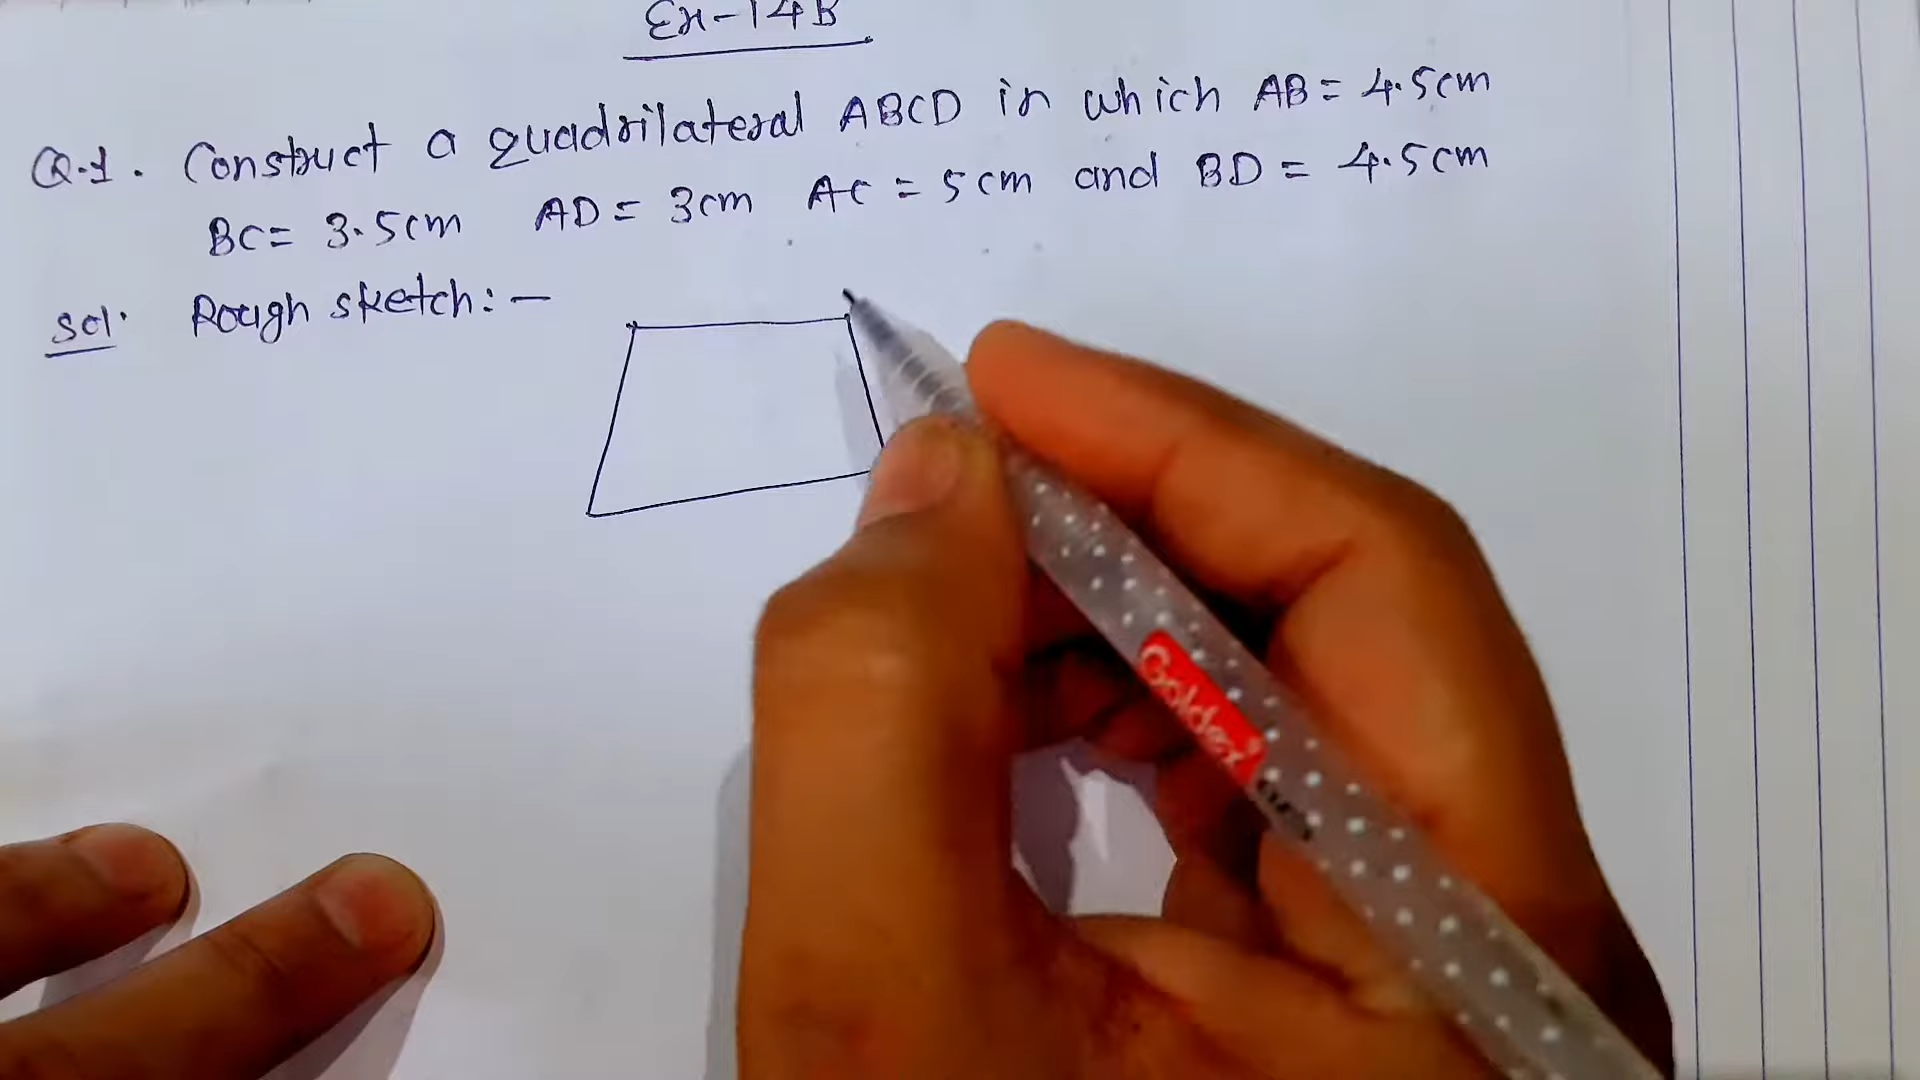 Ex-14B
Q.1. Construct a quadrilateral ABCD in which AB = 4.5cm
BC= 3.5cm AD= 3cm AC = 5cm and BD = 4.5cm
Sol. Rough sketch:-
Goldex